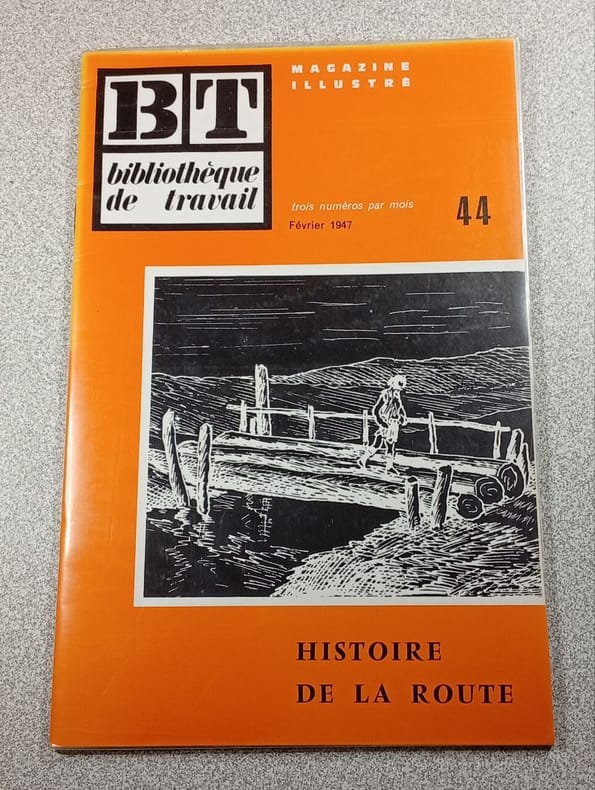 BT
bibliothèque
de travail
MAGAZINE
ILLUSTRÉ
trois numéros par mois
Février 1947
44
HISTOIRE
DE LA ROUTE